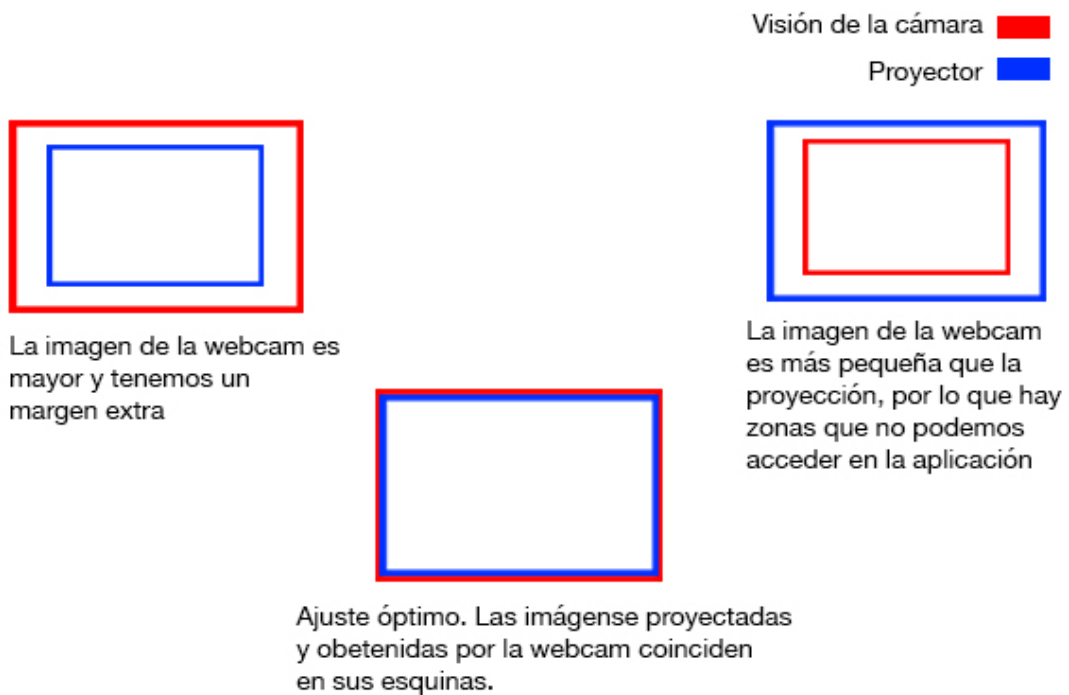 Visión de la cámara
Proyector
La imagen de la webcam es
mayor y tenemos un
margen extra
La imagen de la webcam
es más pequeña que la
proyección, por lo que hay
zonas que no podemos
acceder en la aplicación
Ajuste óptimo. Las imágense proyectadas
y obetenidas por la webcam coinciden
en sus esquinas.